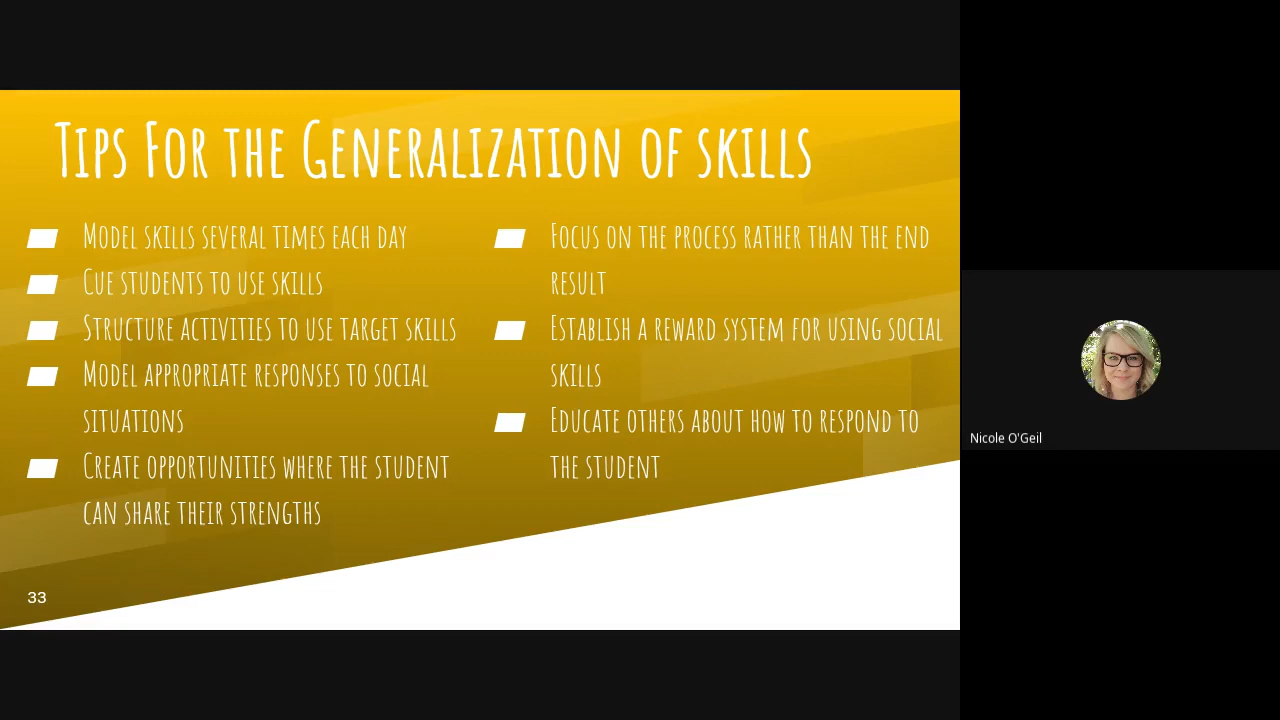 Tips For the Generalization of skills
Model skills several times each day
Cue students to use skills
Structure activities to use target skills
Model appropriate responses to social
situations
Create opportunities where the student
can share their strengths
Focus on the process rather than the end
result
Establish a reward system for using social
skills
Educate others about how to respond to
the student
33
Nicole O'Geil